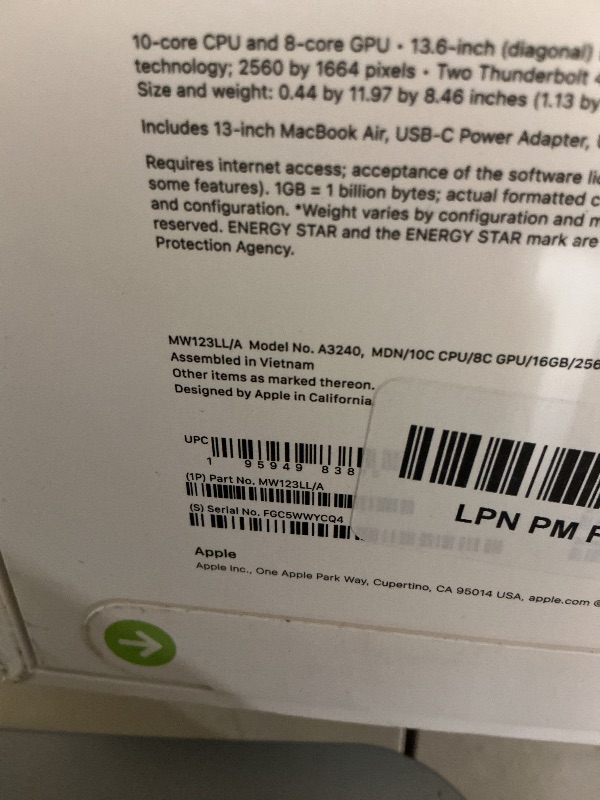 10-core CPU and 8-core GPU • 13.6-inch (diagonal)
technology; 2560 by 1664 pixels • Two Thunderbolt 4
Size and weight: 0.44 by 11.97 by 8.46 inches (1.13 by
Includes 13-inch MacBook Air, USB-C Power Adapter,
Requires internet access; acceptance of the software
some features). 1GB = 1 billion bytes; actual formatted
and configuration. *Weight varies by configuration and
reserved. ENERGY STAR and the ENERGY STAR mark are
Protection Agency.
MW123LL/A Model No. A3240, MDN/10C CPU/8C GPU/16GB/256
Assembled in Vietnam
Other items as marked thereon.
Designed by Apple in California
UPC
1 95949 838
(1P) Part No. MW123LL/A
(S) Serial No. FGC5WWYCQ4
LPN PM
Apple
Apple Inc., One Apple Park Way, Cupertino, CA 95014 USA, apple.com